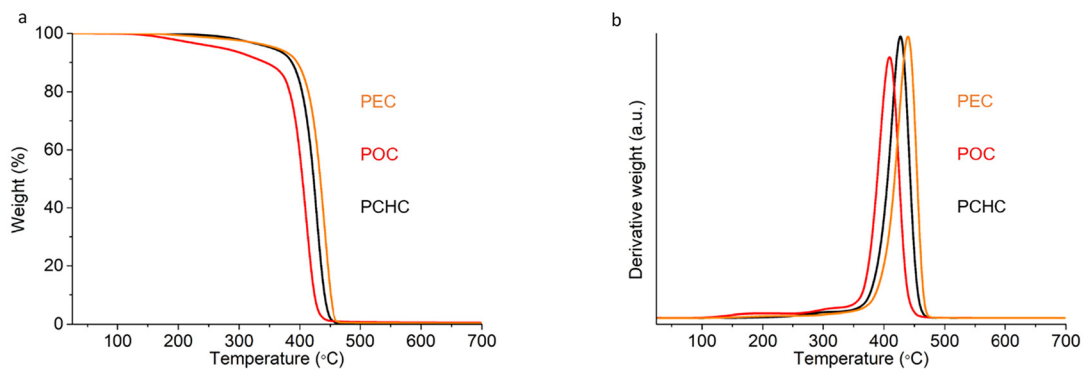 a
100
80
60
40
20
0
Weight (%)
PEC
POC
PCHC
100 200 300 400 500 600 700
Temperature (◦C)
b
Derivative weight (a.u.)
PEC
POC
PCHC
100 200 300 400 500 600 700
Temperature (◦C)